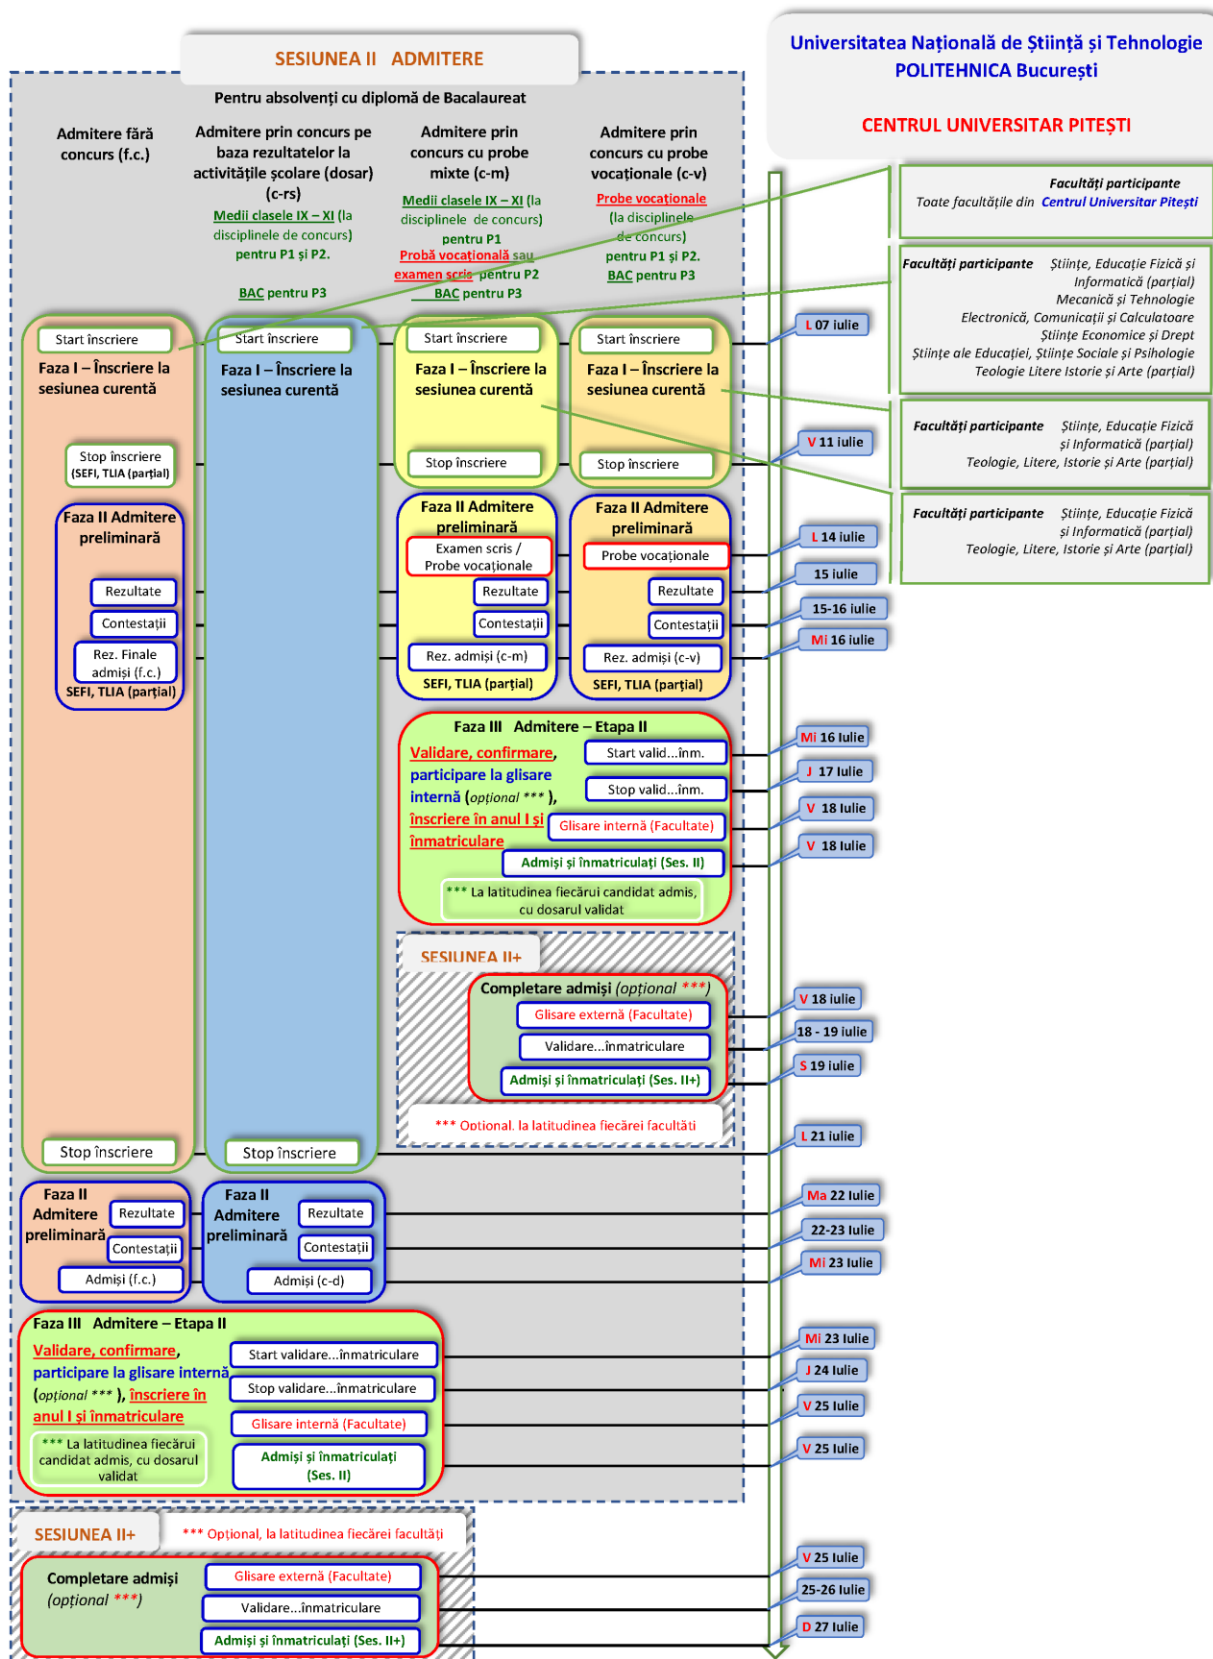 SESIUNEA II ADMITERE
Pentru absolvenți cu diplomă de Bacalaureat
Universitatea Națională de Știință și Tehnologie
POLITEHNICA București
CENTRUL UNIVERSITAR PITEȘTI
Admitere fără
concurs (f.c.)
Admitere prin concurs pe
baza rezultatelor la
activitățile școlare (dosar)
(c-rs)
Medii clasele IX – XI (la
disciplinele de concurs)
pentru P1 și P2.
BAC pentru P3
Admitere prin
concurs cu probe
mixte (c-m)
Medii clasele IX – XI (la
disciplinele de concurs)
pentru P1
Probă vocațională sau
examen scris pentru P2
BAC pentru P3
Admitere prin
concurs cu probe
vocaționale (c-v)
Probe vocaționale
(la disciplinele
de concurs)
pentru P1 și P2.
BAC pentru P3
Facultăți participante
Toate facultățile din Centrul Universitar Pitești
Facultăți participante Științe, Educație Fizică și
Informatică (parțial)
Mecanică și Tehnologie
Electronică, Comunicații și Calculatoare
Științe Economice și Drept
Științe ale Educației, Științe Sociale și Psihologie
Teologie Litere Istorie și Arte (parțial)
Facultăți participante Științe, Educație Fizică
și Informatică (parțial)
Teologie, Litere, Istorie și Arte (parțial)
Facultăți participante Științe, Educație Fizică
și Informatică (parțial)
Teologie, Litere, Istorie și Arte (parțial)
Start înscriere
Start înscriere
Start înscriere
Start înscriere
L 07 iulie
Faza I – Înscriere la
sesiunea curentă
Faza I – Înscriere la
sesiunea curentă
Faza I – Înscriere la
sesiunea curentă
Faza I – Înscriere la
sesiunea curentă
Stop înscriere
(SEFI, TLIA (parțial)
Stop înscriere
Stop înscriere
V 11 iulie
Faza II Admitere
preliminară
Faza II Admitere
preliminară
Faza II Admitere
preliminară
Examen scris /
Probe vocaționale
Probe vocaționale
L 14 iulie
Rezultate
Rezultate
Rezultate
15 iulie
Contestații
Contestații
Contestații
15-16 iulie
Rez. Finale
admiși (f.c.)
Rez. admiși (c-m)
Rez. admiși (c-v)
Mi 16 iulie
SEFI, TLIA (parțial)
SEFI, TLIA (parțial)
SEFI, TLIA (parțial)
Faza III Admitere – Etapa II
Validare, confirmare,
participare la glisare
internă (opțional *** ),
înscriere în anul I și
înmatriculare
Start valid...înm.
Mi 16 Iulie
Stop valid...înm.
J 17 Iulie
Glisare internă (Facultate)
V 18 Iulie
Admiși și înmatriculați (Ses. II)
V 18 Iulie
*** La latitudinea fiecărui candidat admis,
cu dosarul validat
SESIUNEA II+
Completare admiși (opțional ***)
Glisare externă (Facultate)
V 18 iulie
Validare...înmatriculare
18 - 19 iulie
Admiși și înmatriculați (Ses. II+)
S 19 iulie
*** Opțional, la latitudinea fiecărei facultăți
Stop înscriere
Stop înscriere
L 21 iulie
Faza II
Admitere
preliminară
Rezultate
Faza II
Admitere
preliminară
Rezultate
Ma 22 Iulie
Contestații
Contestații
22-23 Iulie
Admiși (f.c.)
Admiși (c-d)
Mi 23 Iulie
Faza III Admitere – Etapa II
Validare, confirmare,
participare la glisare internă
(opțional *** ), înscriere în
anul I și înmatriculare
Start validare...înmatriculare
Mi 23 Iulie
Stop validare...înmatriculare
J 24 Iulie
Glisare internă (Facultate)
V 25 Iulie
*** La latitudinea fiecărui
candidat admis, cu dosarul
validat
Admiși și înmatriculați
(Ses. II)
V 25 Iulie
SESIUNEA II+
*** Opțional, la latitudinea fiecărei facultăți
Completare admiși
(opțional ***)
Glisare externă (Facultate)
V 25 Iulie
Validare...înmatriculare
25-26 Iulie
Admiși și înmatriculați (Ses. II+)
D 27 Iulie